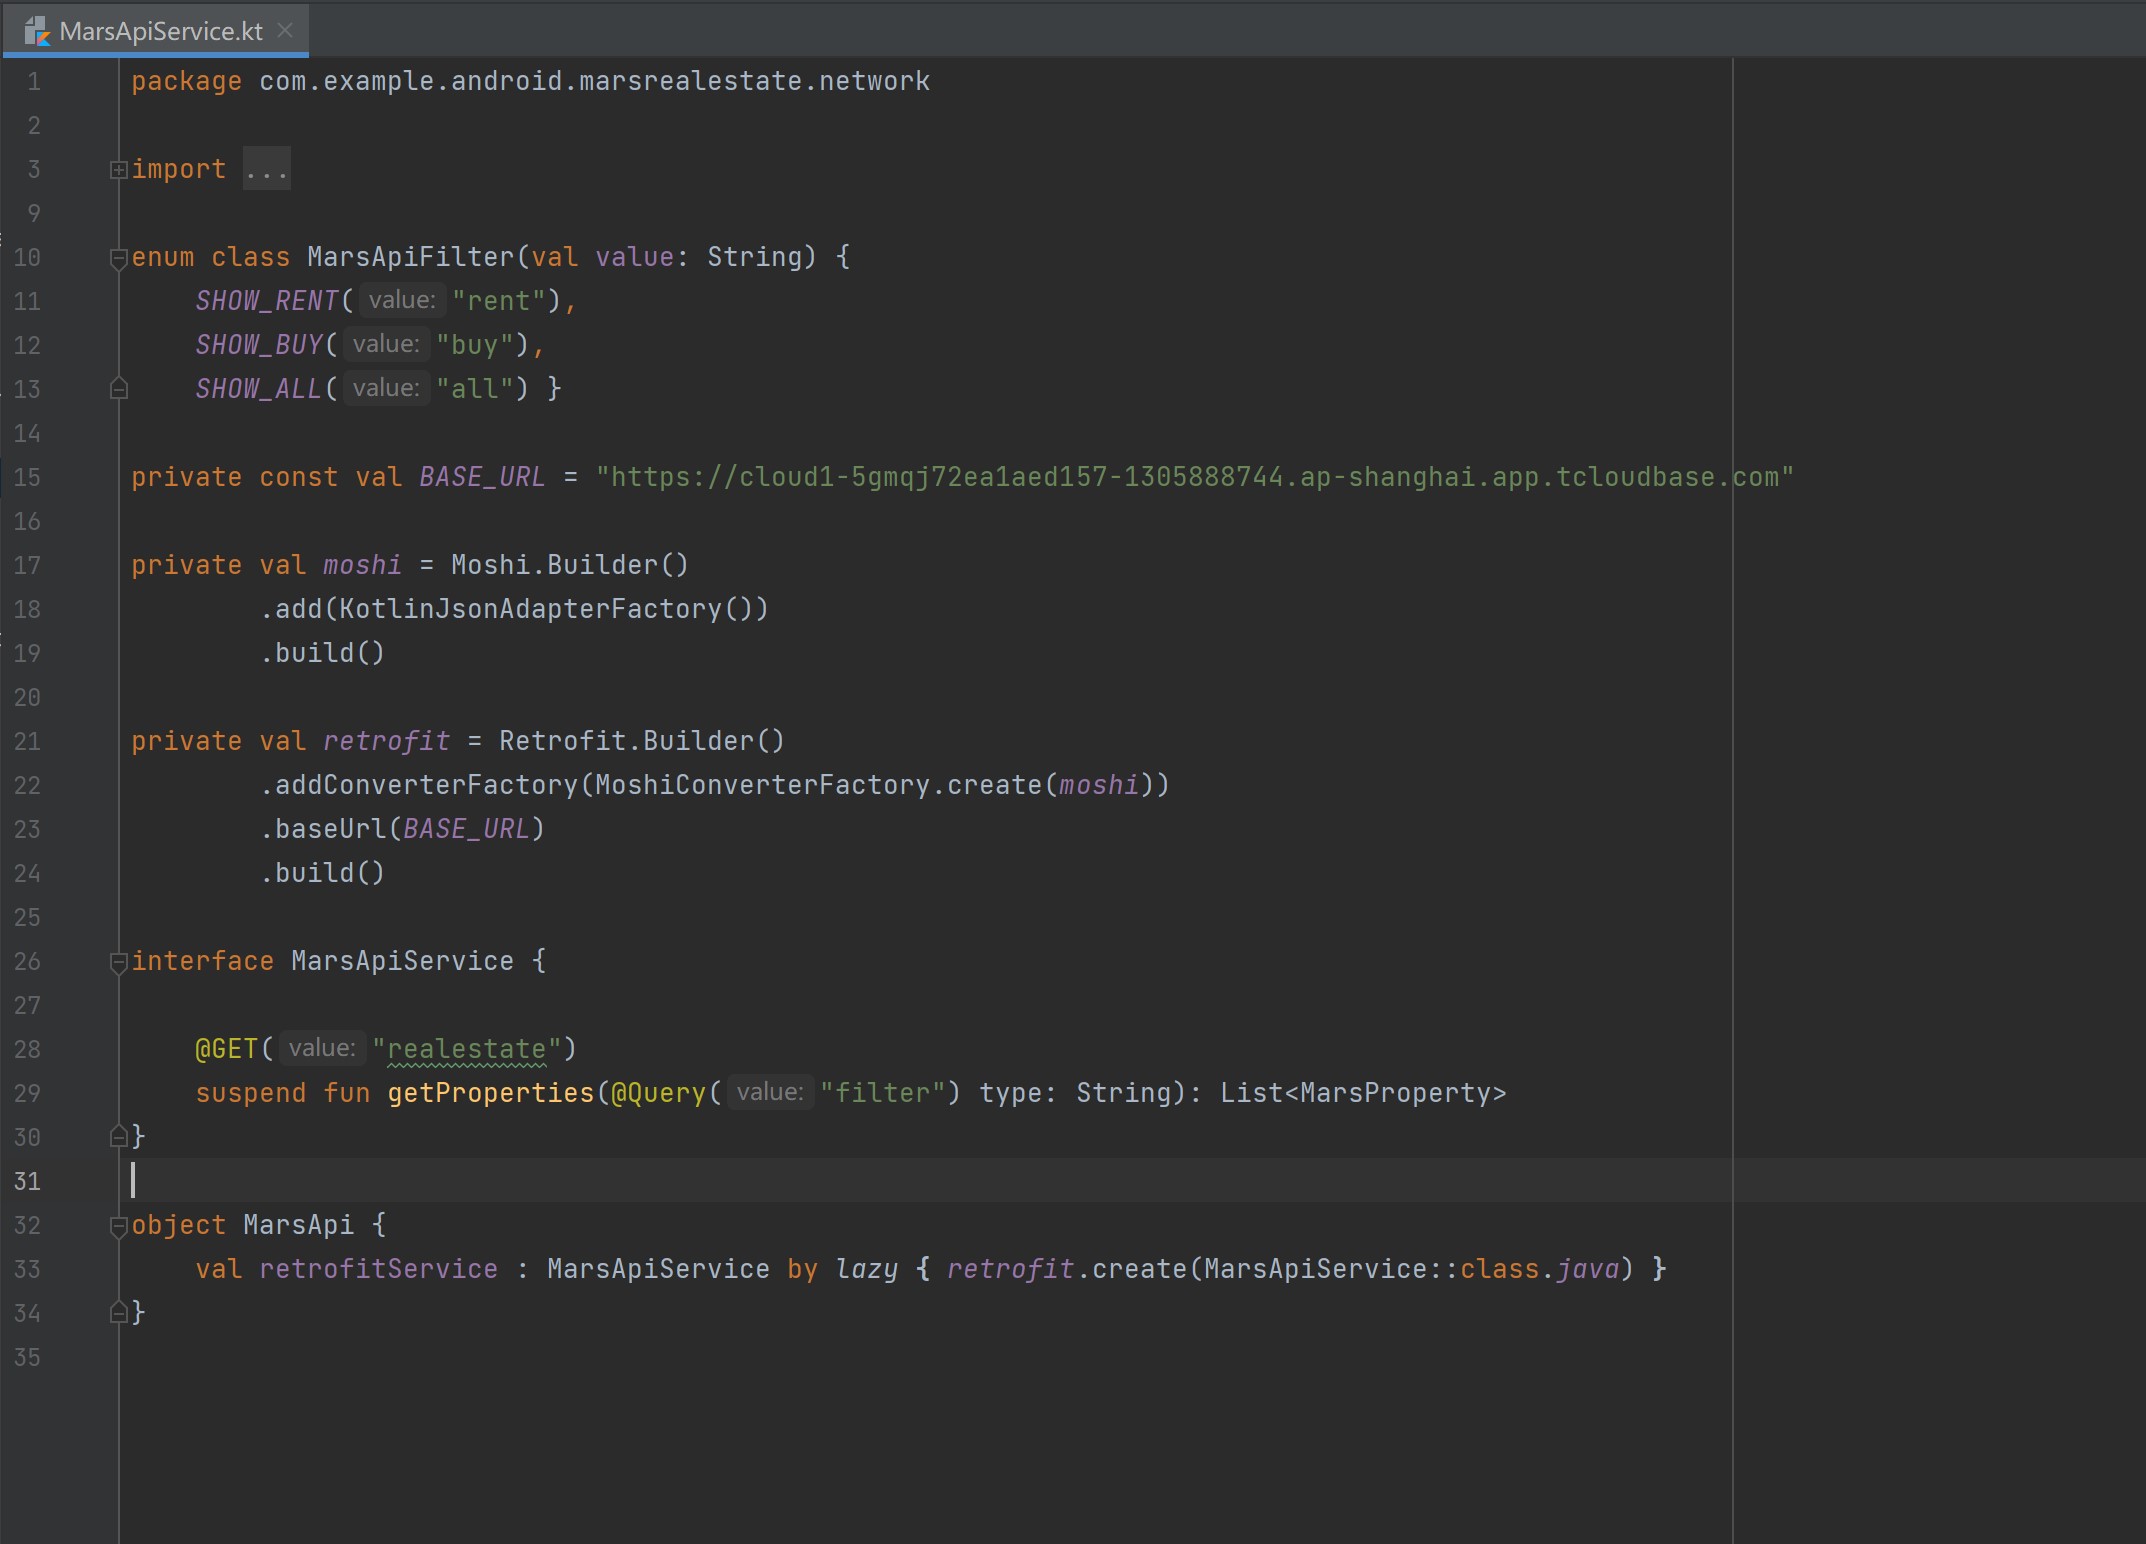 MarsApiService.kt
1 package com.example.android.marsrealestate.network
2
3 import ...
9
10 enum class MarsApiFilter(val value: String) {
11     SHOW_RENT( value: "rent"),
12     SHOW_BUY( value: "buy"),
13     SHOW_ALL( value: "all") }
14
15 private const val BASE_URL = "https://cloud1-5gmqj72ea1aed157-1305888744.ap-shanghai.app.tcloudbase.com"
16
17 private val moshi = Moshi.Builder()
18         .add(KotlinJsonAdapterFactory())
19         .build()
20
21 private val retrofit = Retrofit.Builder()
22         .addConverterFactory(MoshiConverterFactory.create(moshi))
23         .baseUrl(BASE_URL)
24         .build()
25
26 interface MarsApiService {
27
28     @GET( value: "realestate")
29     suspend fun getProperties(@Query( value: "filter") type: String): List<MarsProperty>
30 }
31
32 object MarsApi {
33     val retrofitService : MarsApiService by lazy { retrofit.create(MarsApiService::class.java) }
34 }
35